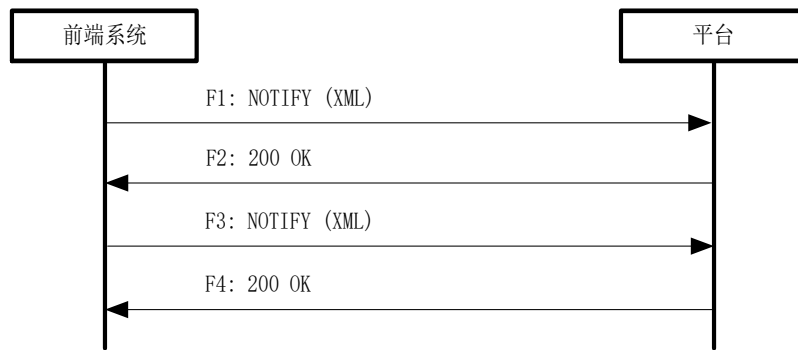 前端系统
平台
F1: NOTIFY (XML)
F2: 200 OK
F3: NOTIFY (XML)
F4: 200 OK